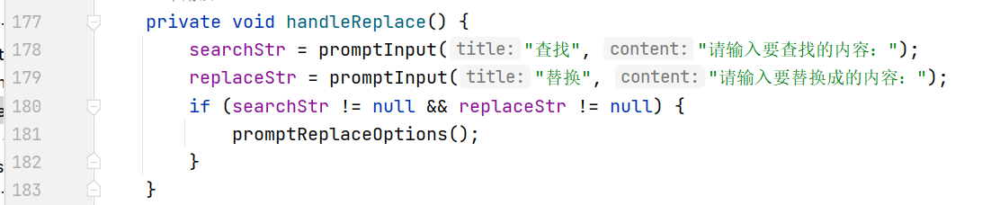 177 private void handleReplace() {
178 searchStr = promptInput( title: "查找", content: "请输入要查找的内容：");
179 replaceStr = promptInput( title: "替换", content: "请输入要替换成的内容：");
180 if (searchStr != null && replaceStr != null) {
181 promptReplaceOptions();
182 }
183 }